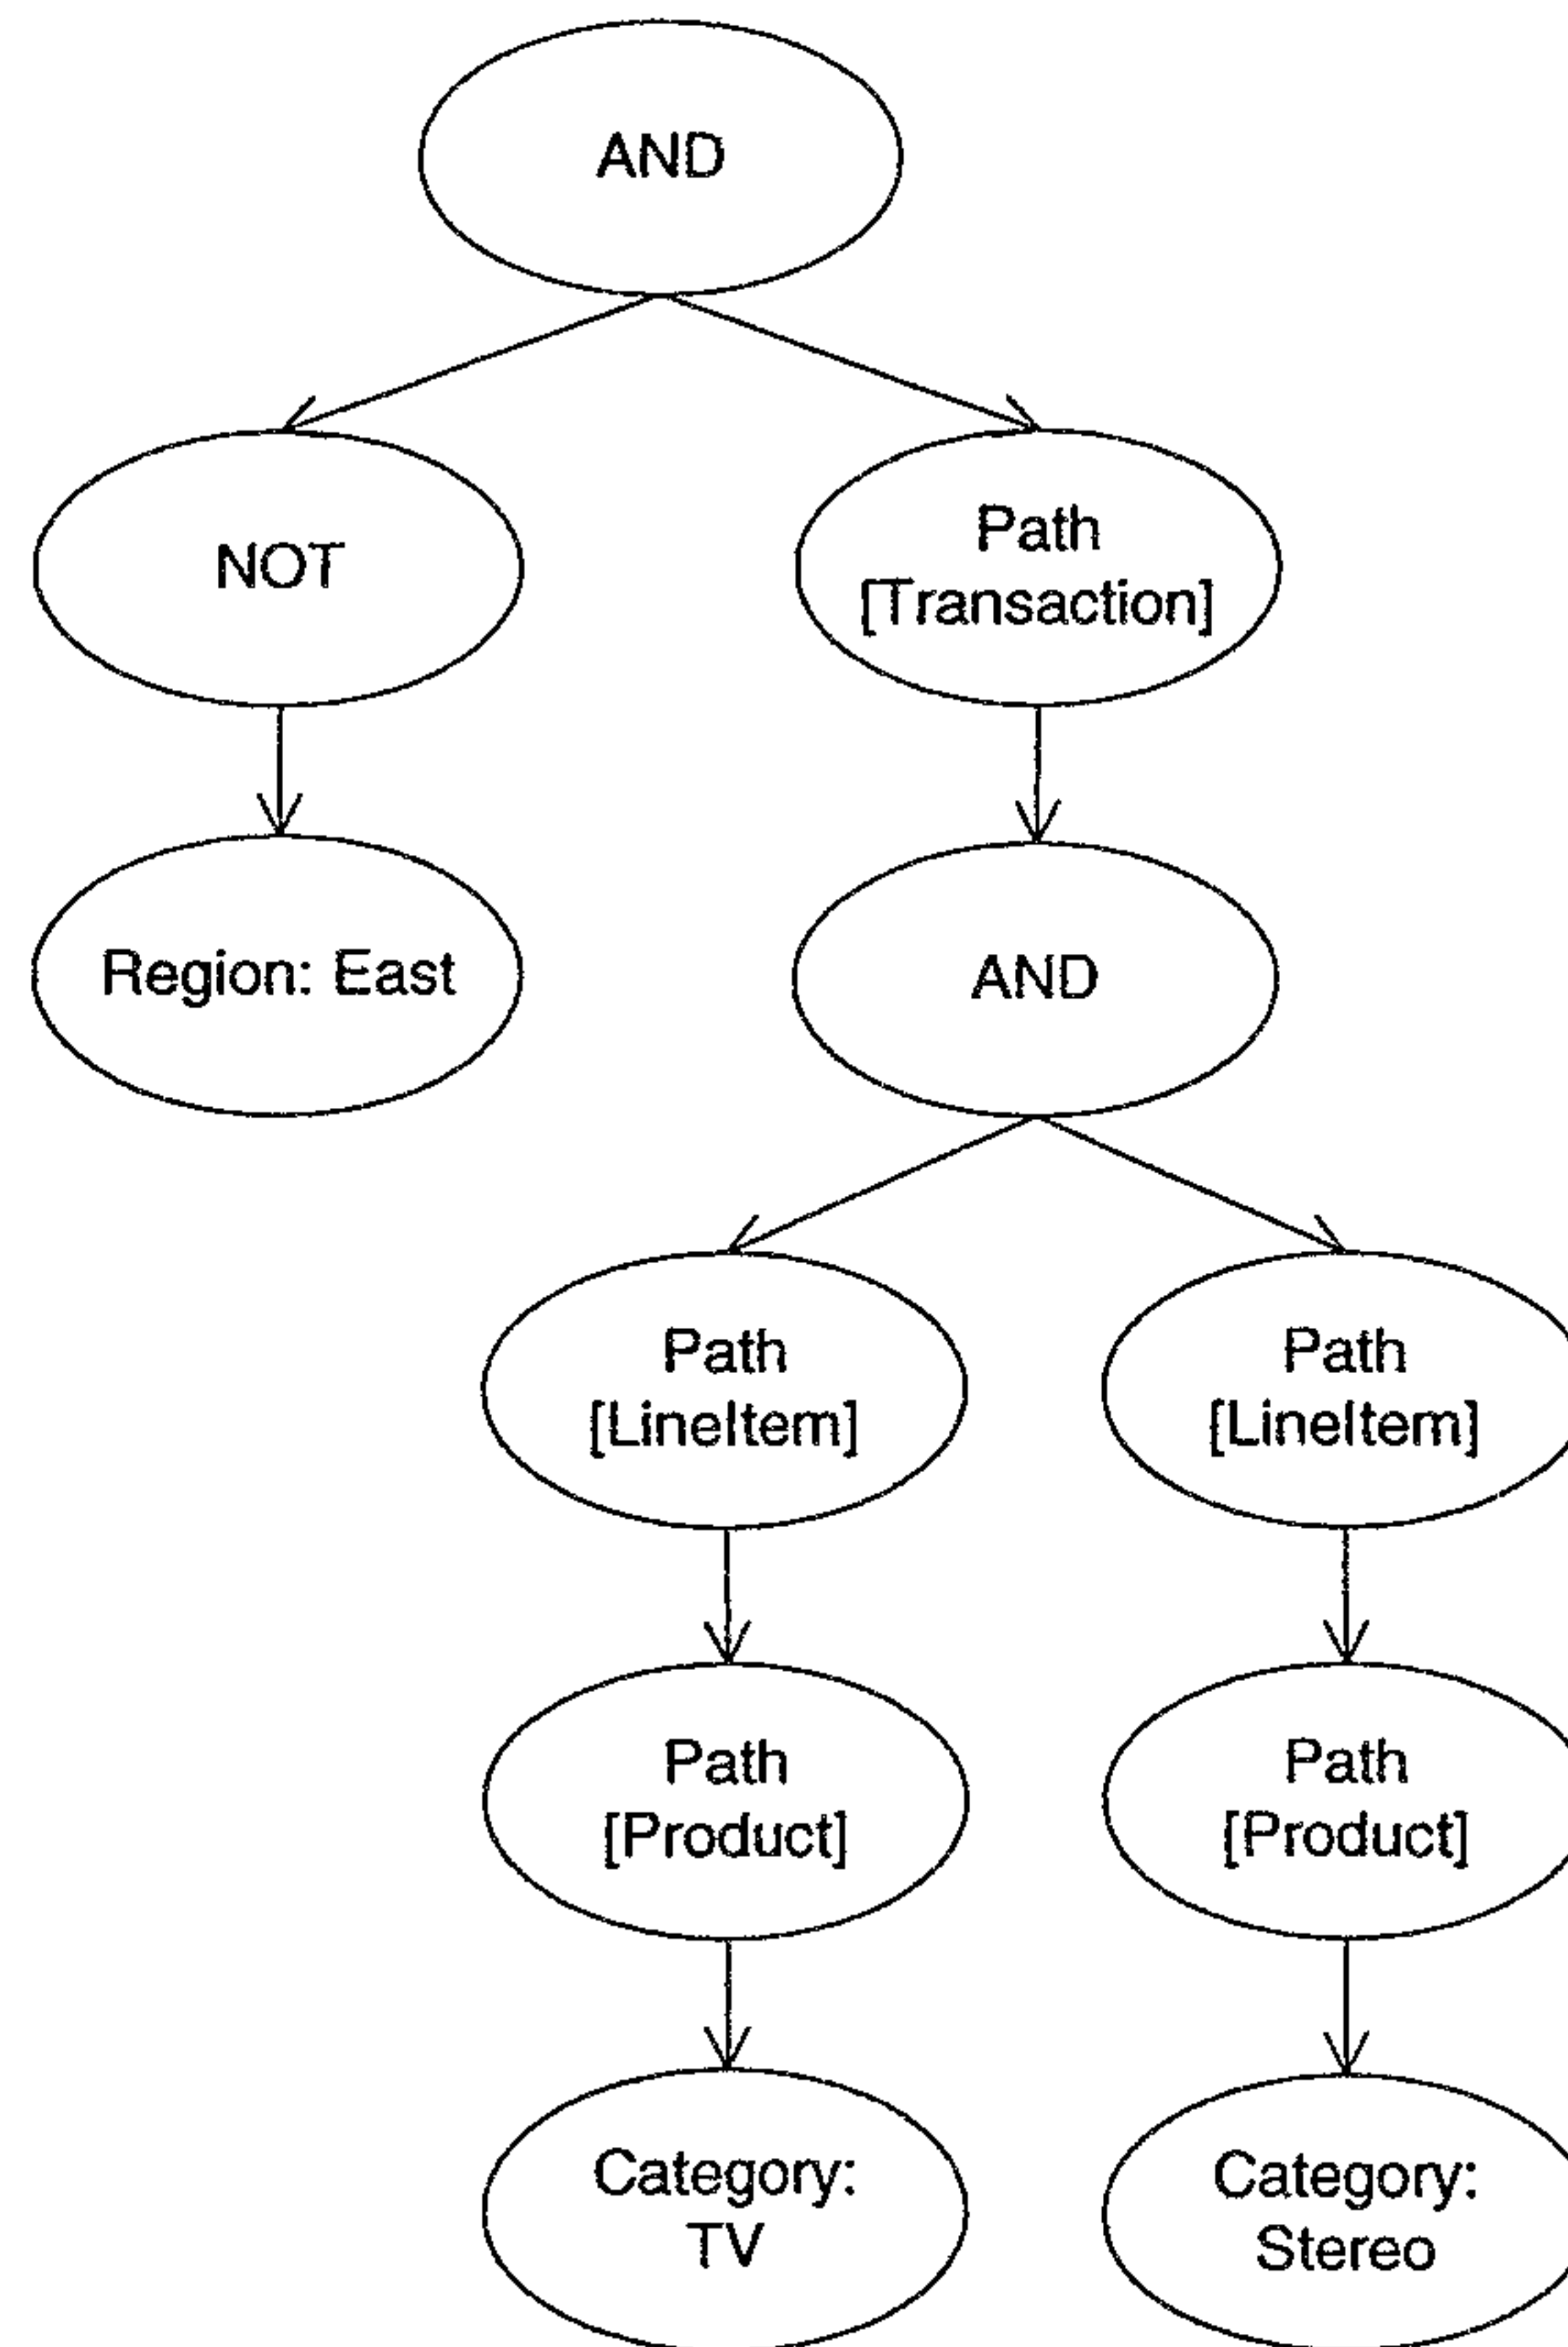 AND
NOT
Path
[Transaction]
Region: East
AND
Path
[LineItem]
Path
[LineItem]
Path
[Product]
Path
[Product]
Category:
TV
Category:
Stereo